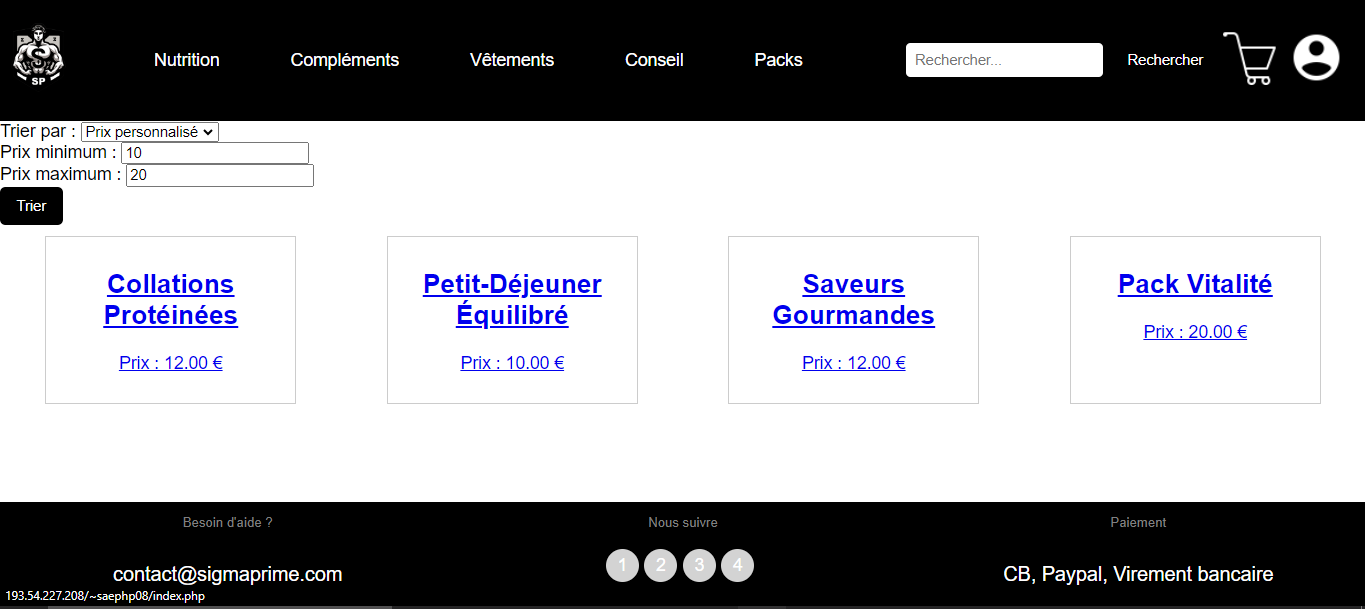 SP
Nutrition Compléments Vêtements Conseil Packs Rechercher... Rechercher
Trier par : Prix personnalisé
Prix minimum : 10
Prix maximum : 20
Trier
Collations
Protéinées
Prix : 12.00 €
Petit-Déjeuner
Équilibré
Prix : 10.00 €
Saveurs
Gourmandes
Prix : 12.00 €
Pack Vitalité
Prix : 20.00 €
Besoin d'aide ?
contact@sigmaprime.com
Nous suivre
1 2 3 4
Paiement
CB, Paypal, Virement bancaire
193.54.227.208/~saephp08/index.php